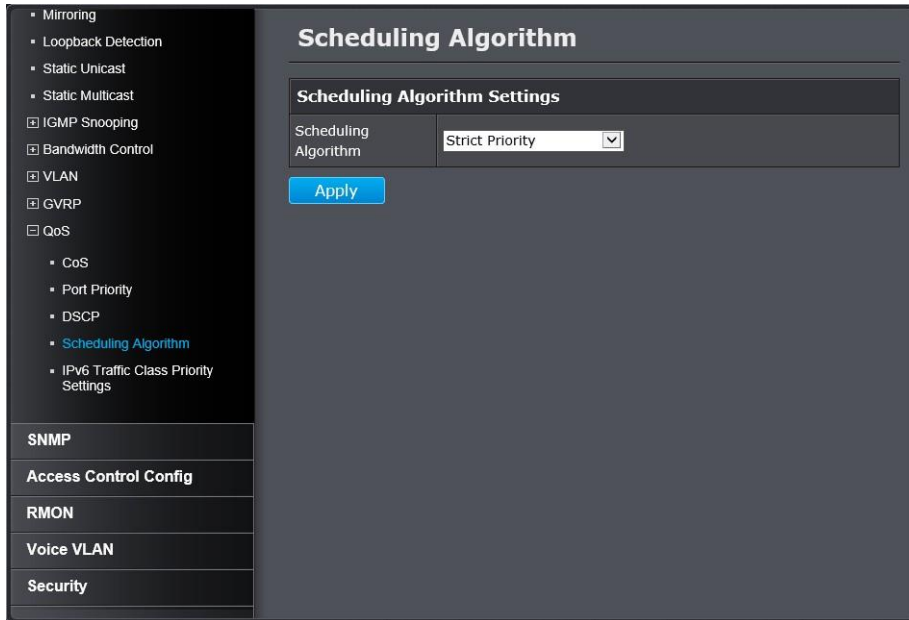 Mirroring
Loopback Detection
Static Unicast
Static Multicast
IGMP Snooping
Bandwidth Control
VLAN
GVRP
QoS
CoS
Port Priority
DSCP
Scheduling Algorithm
IPv6 Traffic Class Priority
Settings
SNMP
Access Control Config
RMON
Voice VLAN
Security
Scheduling Algorithm
Scheduling Algorithm Settings
Scheduling
Algorithm
Strict Priority
Apply